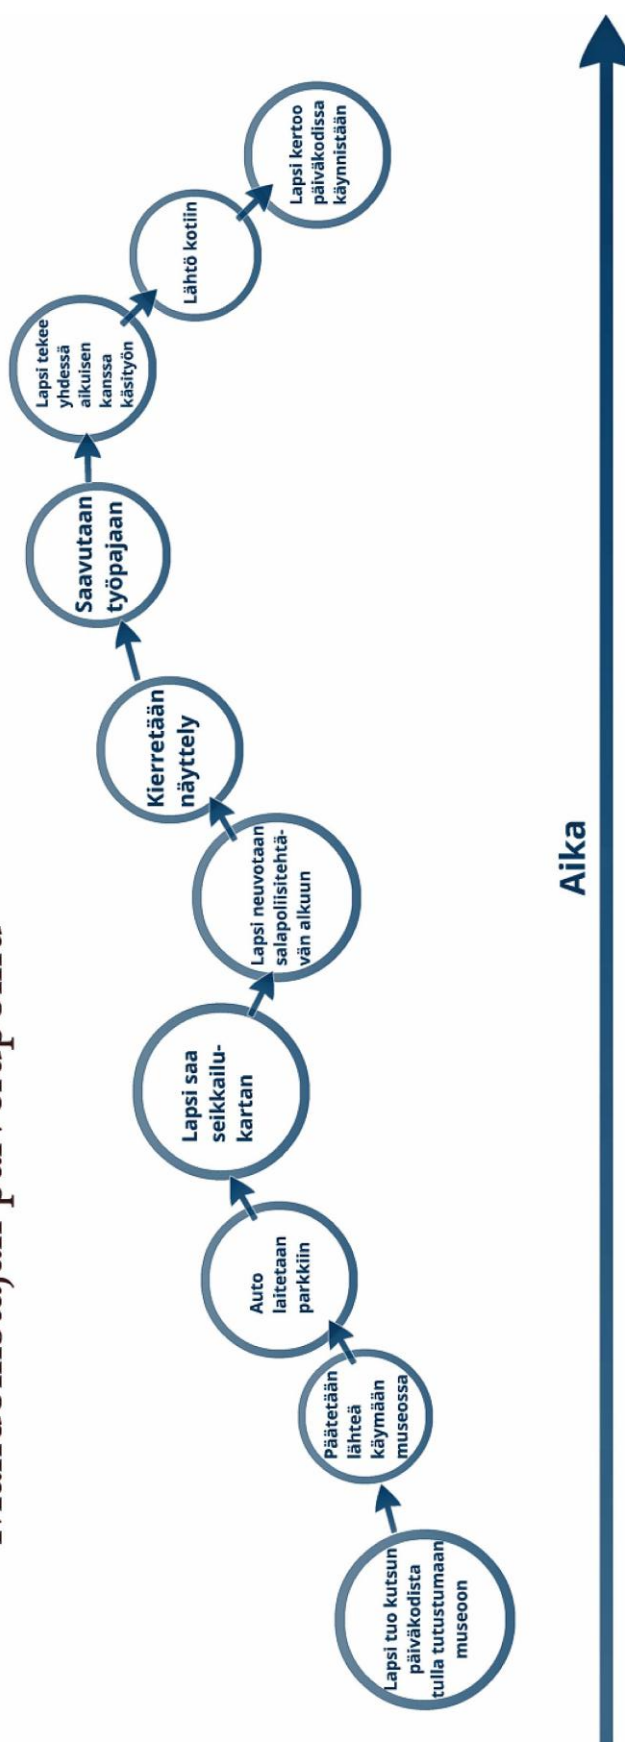 Lapsi tuo kutsun
päiväkodista
tulla tutustumaan
museoon
Päätetään
lähteä
käymään
museossa
Auto
laitetaan
parkkiin
Lapsi saa
seikkailu-
kartan
Lapsi neuvotaan
salapoliisitehtä-
vän alkuun
Kierretään
näyttely
Saavutaan
työpajaan
Lapsi tekee
yhdessä
aikuisen
kanssa
käsityön
Lähtö kotiin
Lapsi kertoo
päiväkodissa
käynnistään
Aika